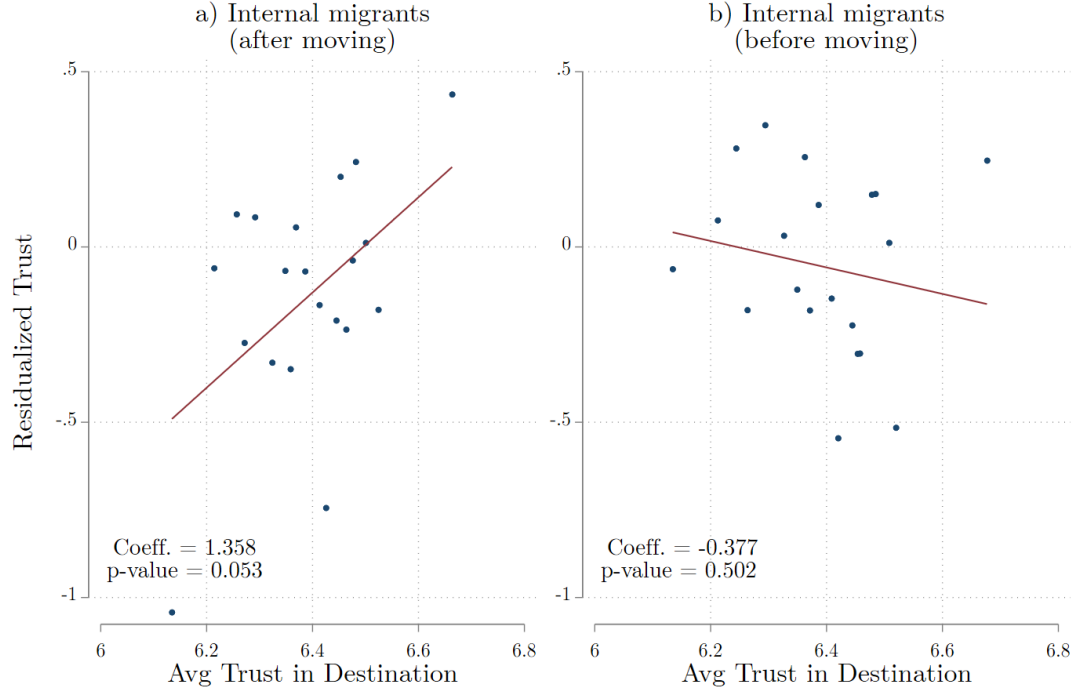 a) Internal migrants
(after moving)
b) Internal migrants
(before moving)
Residualized Trust
.5
0
-.5
-1
Coeff. = 1.358
p-value = 0.053
6 6.2 6.4 6.6 6.8
Avg Trust in Destination
.5
0
-.5
-1
Coeff. = -0.377
p-value = 0.502
6 6.2 6.4 6.6 6.8
Avg Trust in Destination